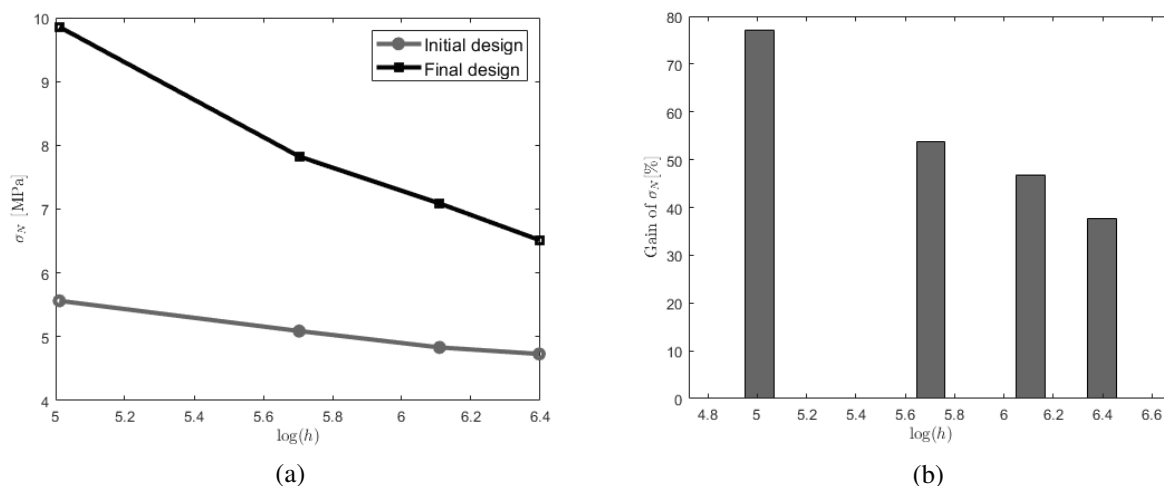 10
9
8
7
6
5
4
σ_N [MPa]
Initial design
Final design
5 5.2 5.4 5.6 5.8 6 6.2 6.4
log(h)
(a)
80
70
60
50
40
30
20
10
0
Gain of σ_N[%]
4.8 5 5.2 5.4 5.6 5.8 6 6.2 6.4 6.6
log(h)
(b)